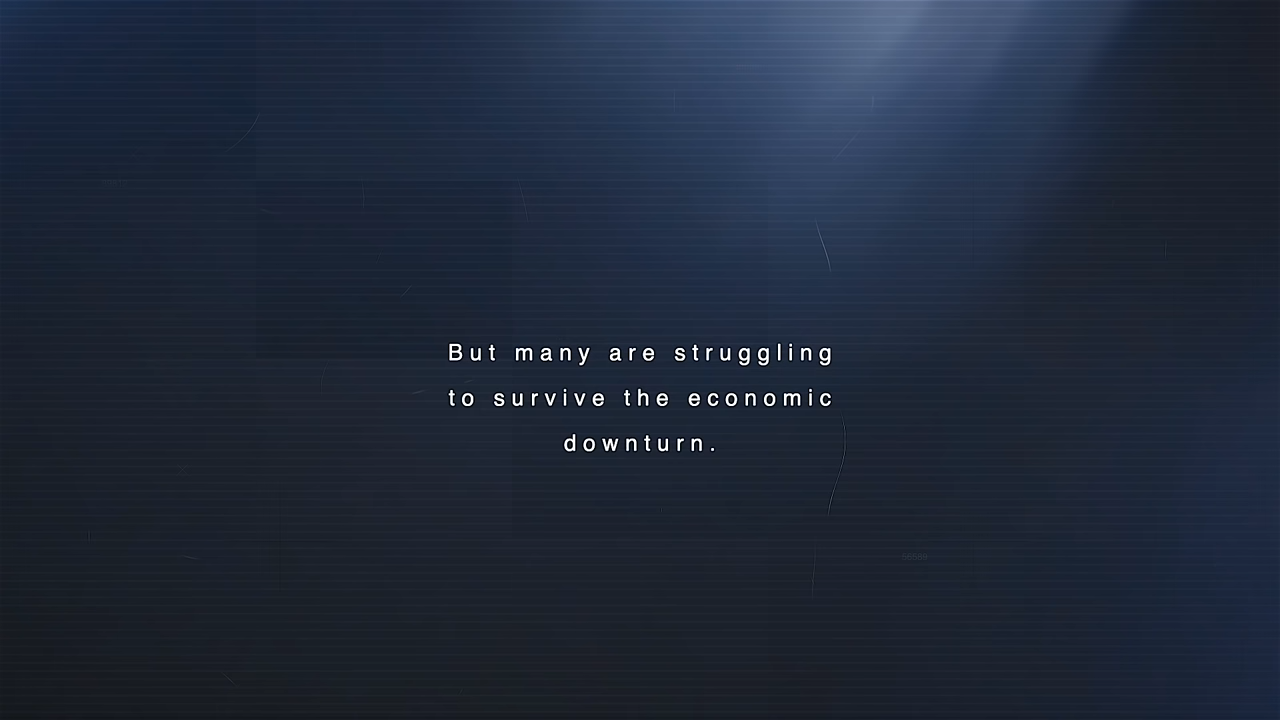 But many are struggling
to survive the economic
downturn.